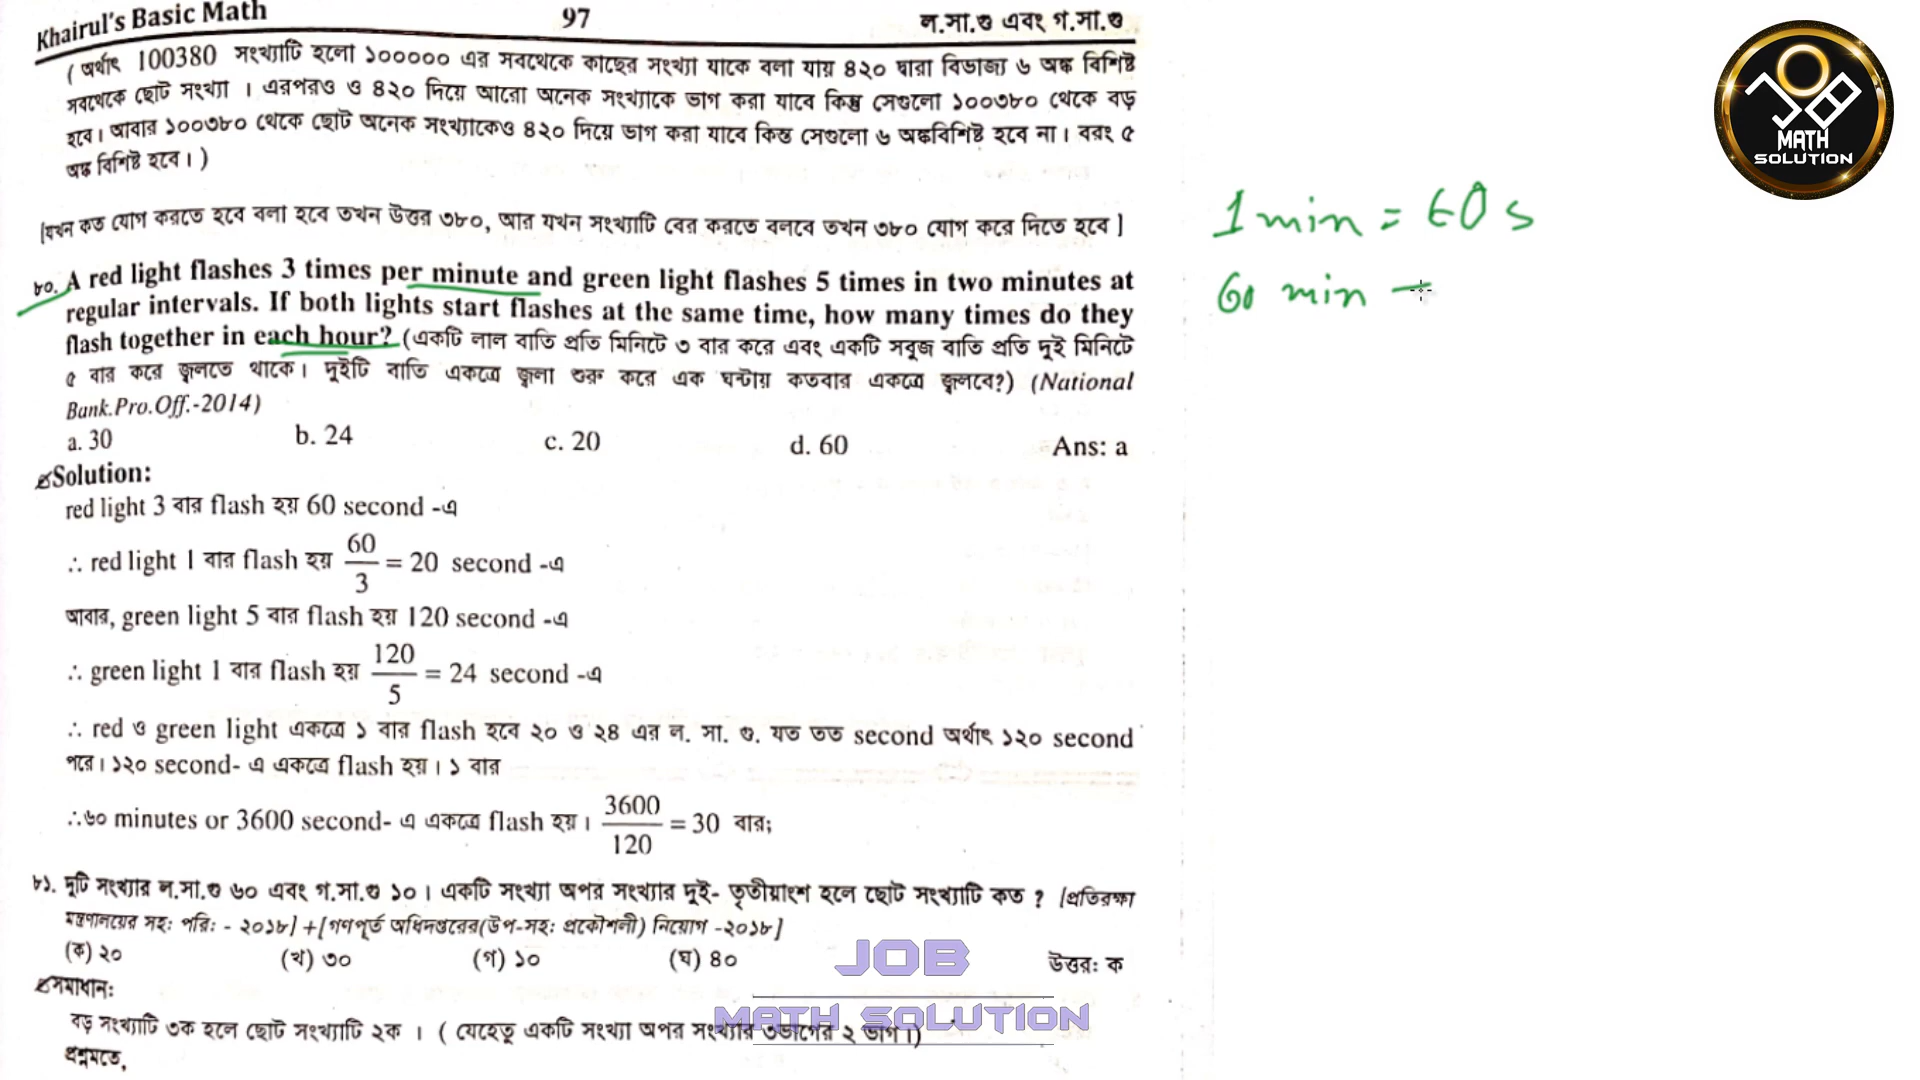 Khairul's Basic Math 97 ল.সা.গু এবং গ.সা.গু
( অর্থাৎ 100380 সংখ্যাটি হলো ১০০০০০ এর সবথেকে কাছের সংখ্যা যাকে বলা যায় ৪২০ দ্বারা বিভাজ্য ৬ অঙ্ক বিশিষ্ট
সবথেকে ছোট সংখ্যা । এরপরও ও ৪২০ দিয়ে আরো অনেক সংখ্যাকে ভাগ করা যাবে কিন্তু সেগুলো ১০০৩৮০ থেকে বড়
হবে। আবার ১০০৩৮০ থেকে ছোট অনেক সংখ্যাকেও ৪২০ দিয়ে ভাগ করা যাবে কিন্ত সেগুলো ৬ অঙ্কবিশিষ্ট হবে না। বরং ৫
অঙ্ক বিশিষ্ট হবে। )
[যখন কত যোগ করতে হবে বলা হবে তখন উত্তর ৩৮০, আর যখন সংখ্যাটি বের করতে বলবে তখন ৩৮০ যোগ করে দিতে হবে ]
৮০. A red light flashes 3 times per minute and green light flashes 5 times in two minutes at
regular intervals. If both lights start flashes at the same time, how many times do they
flash together in each hour? (একটি লাল বাতি প্রতি মিনিটে ৩ বার করে এবং একটি সবুজ বাতি প্রতি দুই মিনিটে
৫ বার করে জ্বলতে থাকে। দুইটি বাতি একত্রে জ্বলা শুরু করে এক ঘন্টায় কতবার একত্রে জ্বলবে?) (National
Bank.Pro.Off.-2014)
a. 30 b. 24 c. 20 d. 60 Ans: a
Solution:
red light 3 বার flash হয় 60 second -এ
∴ red light 1 বার flash হয় 60/3 = 20 second -এ
আবার, green light 5 বার flash হয় 120 second -এ
∴ green light 1 বার flash হয় 120/5 = 24 second -এ
∴ red ও green light একত্রে ১ বার flash হবে ২০ ও ২৪ এর ল. সা. গু. যত তত second অর্থাৎ ১২০ second
পরে। ১২০ second- এ একত্রে flash হয়। ১ বার
∴৬০ minutes or 3600 second- এ একত্রে flash হয়। 3600/120 = 30 বার;
৮১. দুটি সংখ্যার ল.সা.গু ৬০ এবং গ.সা.গু ১০। একটি সংখ্যা অপর সংখ্যার দুই- তৃতীয়াংশ হলে ছোট সংখ্যাটি কত ? [প্রতিরক্ষা
মন্ত্রণালয়ের সহ: পরি: - ২০১৮] +[গণপূর্ত অধিদপ্তরের(উপ-সহ: প্রকৌশলী) নিয়োগ -২০১৮]
(ক) ২০ (খ) ৩০ (গ) ১০ (ঘ) ৪০ উত্তর: ক
সমাধান:
বড় সংখ্যাটি ৩ক হলে ছোট সংখ্যাটি ২ক । ( যেহেতু একটি সংখ্যা অপর সংখ্যার ৩ভাগের ২ ভাগ।)
প্রশ্নমতে,
1 min = 60 s
60 min
JOB
MATH SOLUTION
MATH
SOLUTION